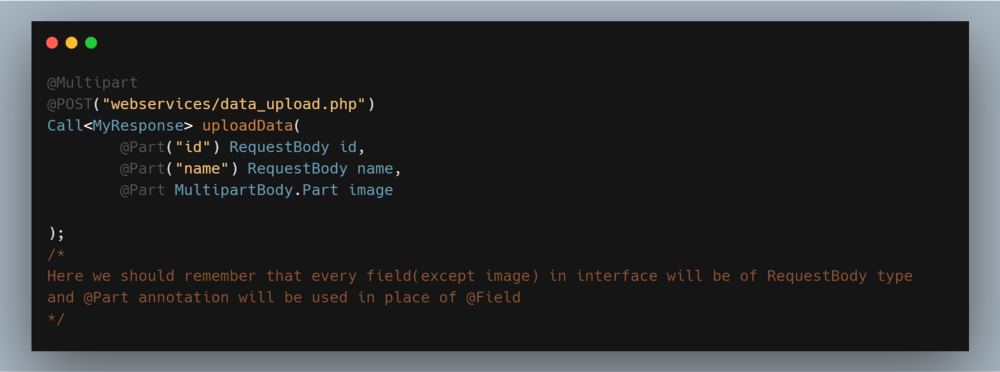 @Multipart
@POST("webservices/data_upload.php")
Call<MyResponse> uploadData(
@Part("id") RequestBody id,
@Part("name") RequestBody name,
@Part MultipartBody.Part image
);
/*
Here we should remember that every field(except image) in interface will be of RequestBody type
and @Part annotation will be used in place of @Field
*/